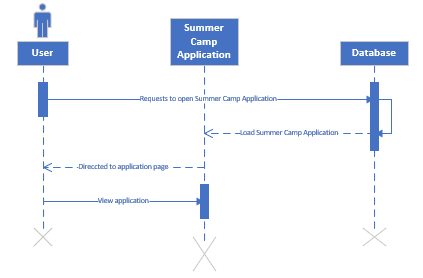 User
Summer
Camp
Application
Database
Requests to open Summer Camp Application
Load Summer Camp Application
Direccted to application page
View application